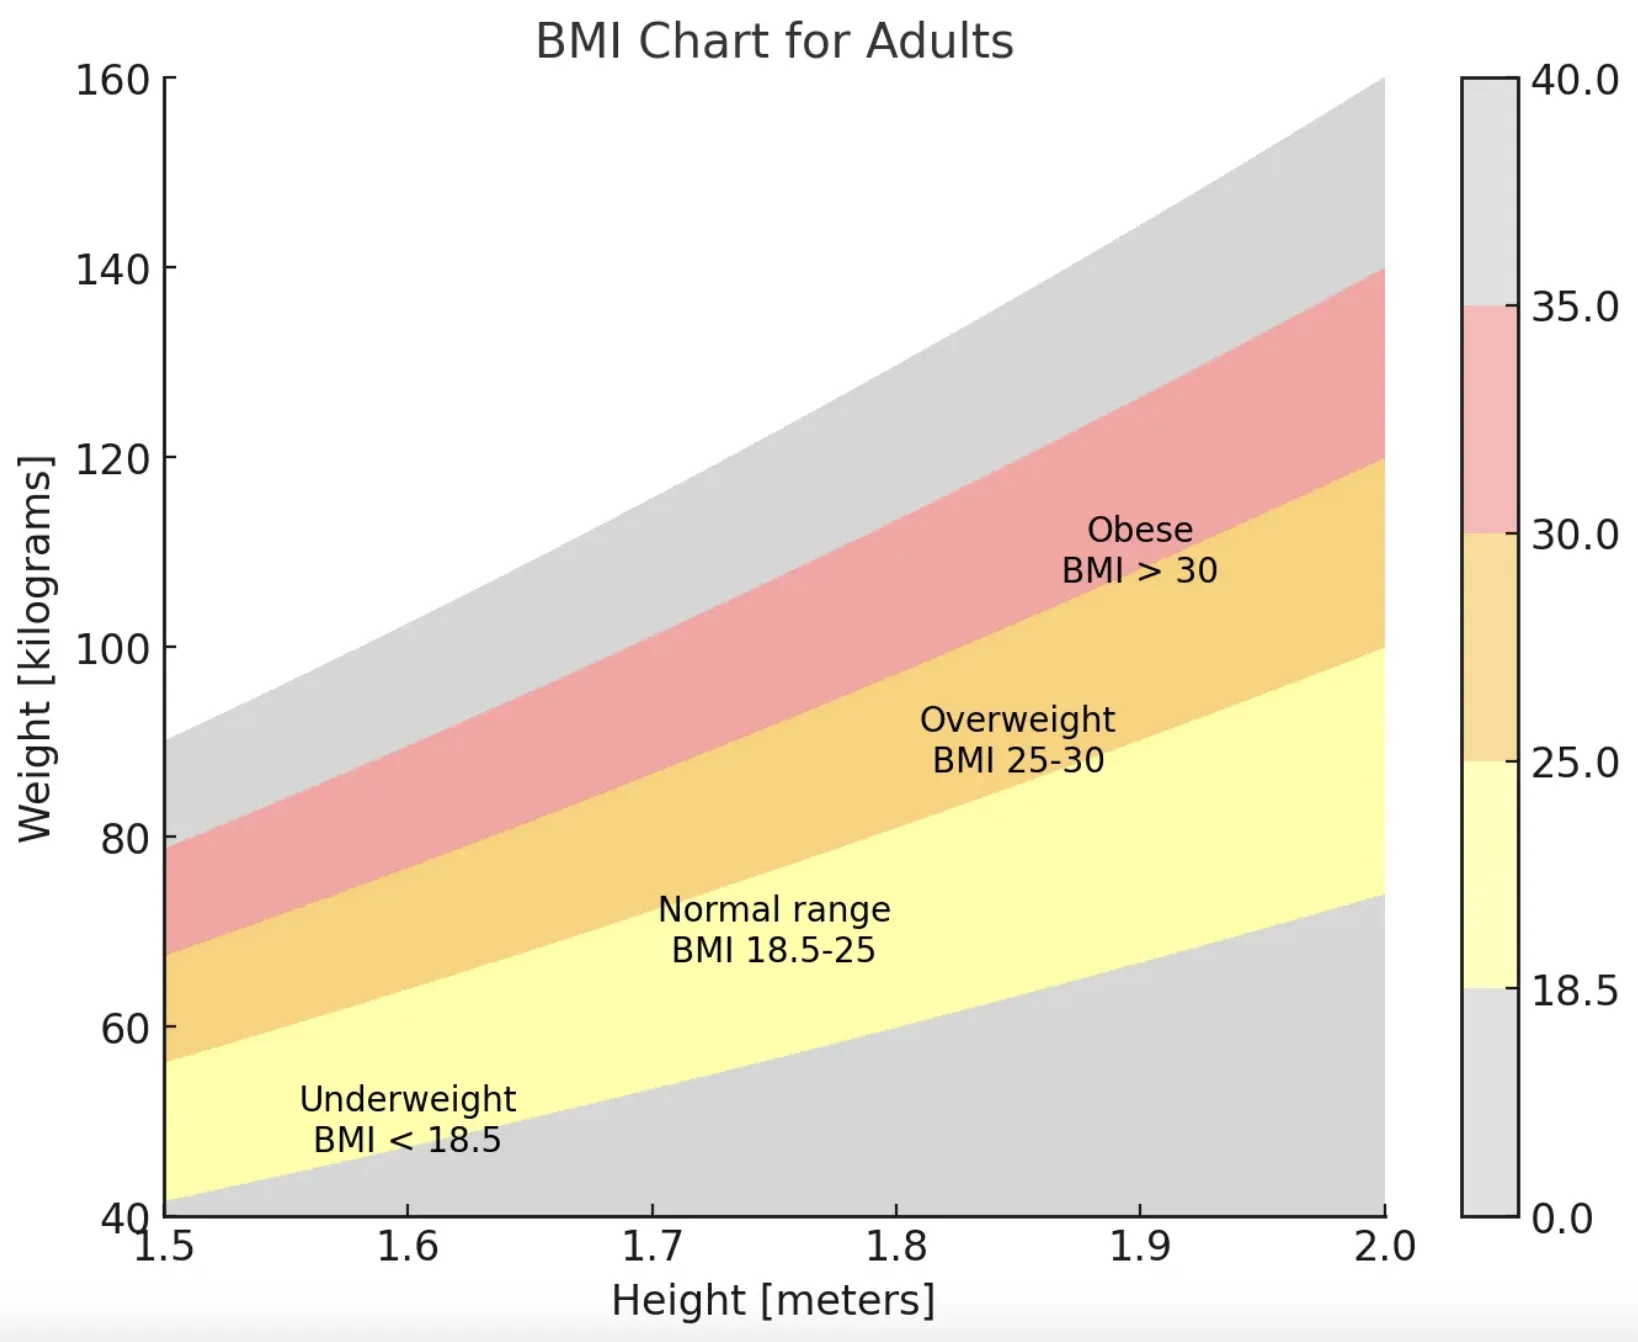 BMI Chart for Adults
160
140
120
100
80
60
40
Weight [kilograms]
Obese
BMI > 30
Overweight
BMI 25-30
Normal range
BMI 18.5-25
Underweight
BMI < 18.5
1.5
1.6
1.7
1.8
1.9
2.0
Height [meters]
40.0
35.0
30.0
25.0
18.5
0.0